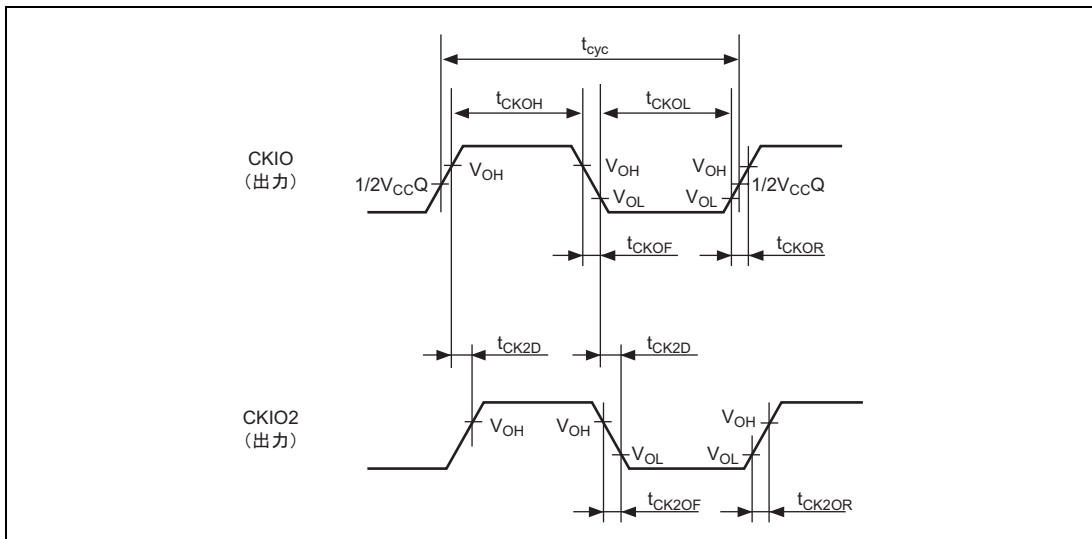 tcyc
tCKOH
tCKOL
CKIO
(出力)
1/2VCCQ
VOH
VOH
VOL
VOH
VOL
1/2VCCQ
tCKOF
tCKOR
tCK2D
tCK2D
CKIO2
(出力)
VOH
VOH
VOL
VOH
VOL
tCK2OF
tCK2OR